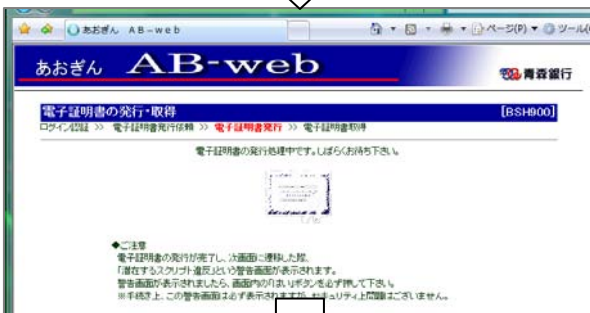 あおぎん AB-web
ページ(P) ツール(
あおぎん AB-web
青森銀行
電子証明書の発行・取得 [BSH900]
ログイン認証 >> 電子証明書発行依頼 >> 電子証明書発行 >> 電子証明書取得
電子証明書の発行処理中です。しばらくお待ち下さい。
◆ご注意
電子証明書の発行が完了し、次画面に遷移した際、
「潜在するスクリプト違反」という警告画面が表示されます。
警告画面が表示されましたら、画面内の「はい」ボタンを必ず押して下さい。
※手続き上、この警告画面は必ず表示されますが、セキュリティ上問題はございません。